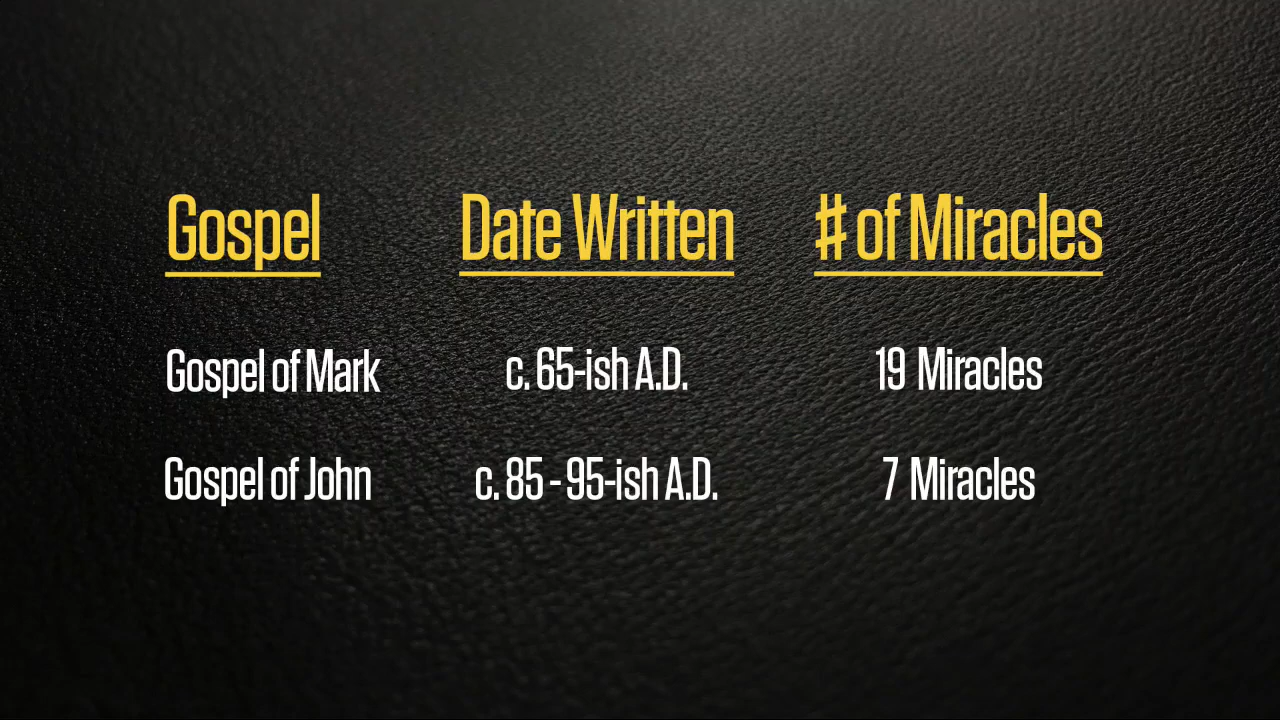 Gospel Date Written # of Miracles
Gospel of Mark c. 65-ish A.D. 19 Miracles
Gospel of John c. 85 - 95-ish A.D. 7 Miracles